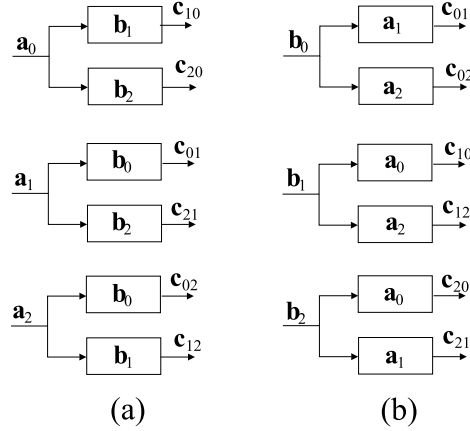 a₀ b₁ c₁₀ b₀ a₁ c₀₁
b₂ c₂₀ a₂ c₀₂
a₁ b₀ c₀₁ b₁ a₀ c₁₀
b₂ c₂₁ a₂ c₁₂
a₂ b₀ c₀₂ b₂ a₀ c₂₀
b₁ c₁₂ a₁ c₂₁
(a) (b)